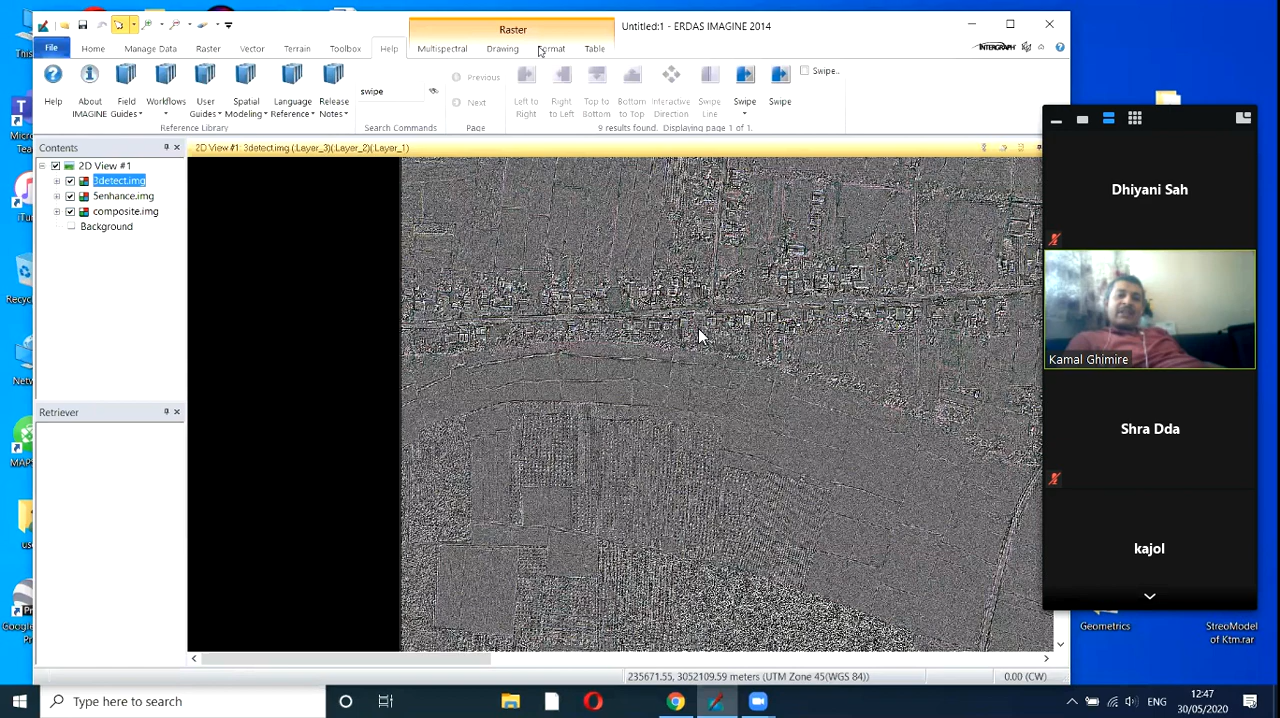 Untitled:1 - ERDAS IMAGINE 2014
Raster
File Home Manage Data Raster Vector Terrain Toolbox Help Multispectral Drawing Format Table
INTERGRAPH
Help
About IMAGINE
Field Guides
Workflows
User Guides
Spatial Modeling
Language Reference
Release Notes
Reference Library
swipe
Search Commands
Previous
Next
Page
Left to Right
Right to Left
Top to Bottom
Bottom to Top
Interactive Direction
Swipe Line
Swipe
Swipe
Swipe..
9 results found. Displaying page 1 of 1.
Contents
2D View #1
3detect.img
5enhance.img
composite.img
Background
Retriever
2D View #1: 3detect.img (:Layer_3)(:Layer_2)(:Layer_1)
235671.55, 3052109.59 meters (UTM Zone 45(WGS 84))
0.00 (CW)
Dhiyani Sah
Kamal Ghimire
Shra Dda
kajol
Geometrics
StreoModel of Ktm.rar
Type here to search
ENG
12:47
30/05/2020